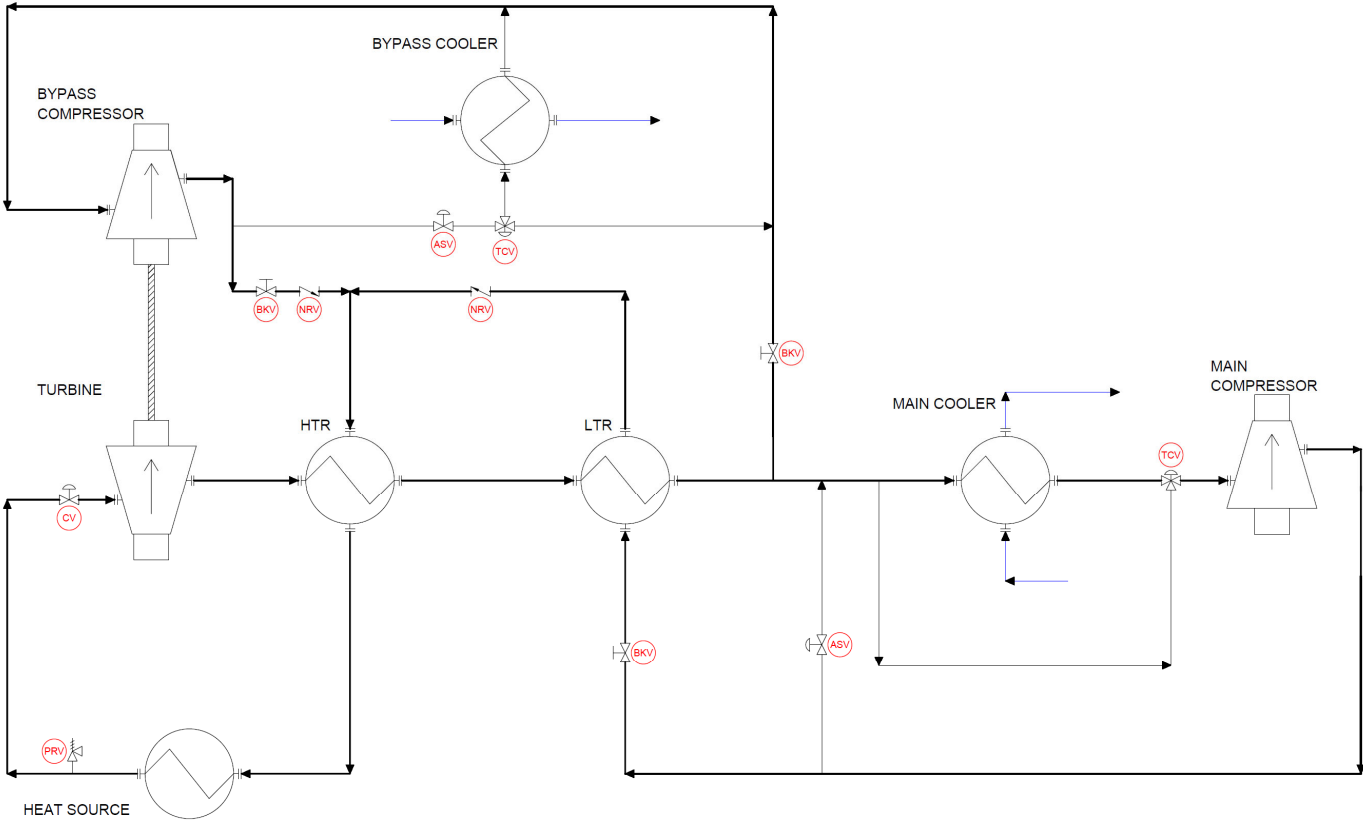 BYPASS COOLER
BYPASS
COMPRESSOR
ASV
TCV
BKV
NRV
NRV
BKV
TURBINE
MAIN
COMPRESSOR
MAIN COOLER
HTR
LTR
TCV
CV
BKV
ASV
PRV
HEAT SOURCE